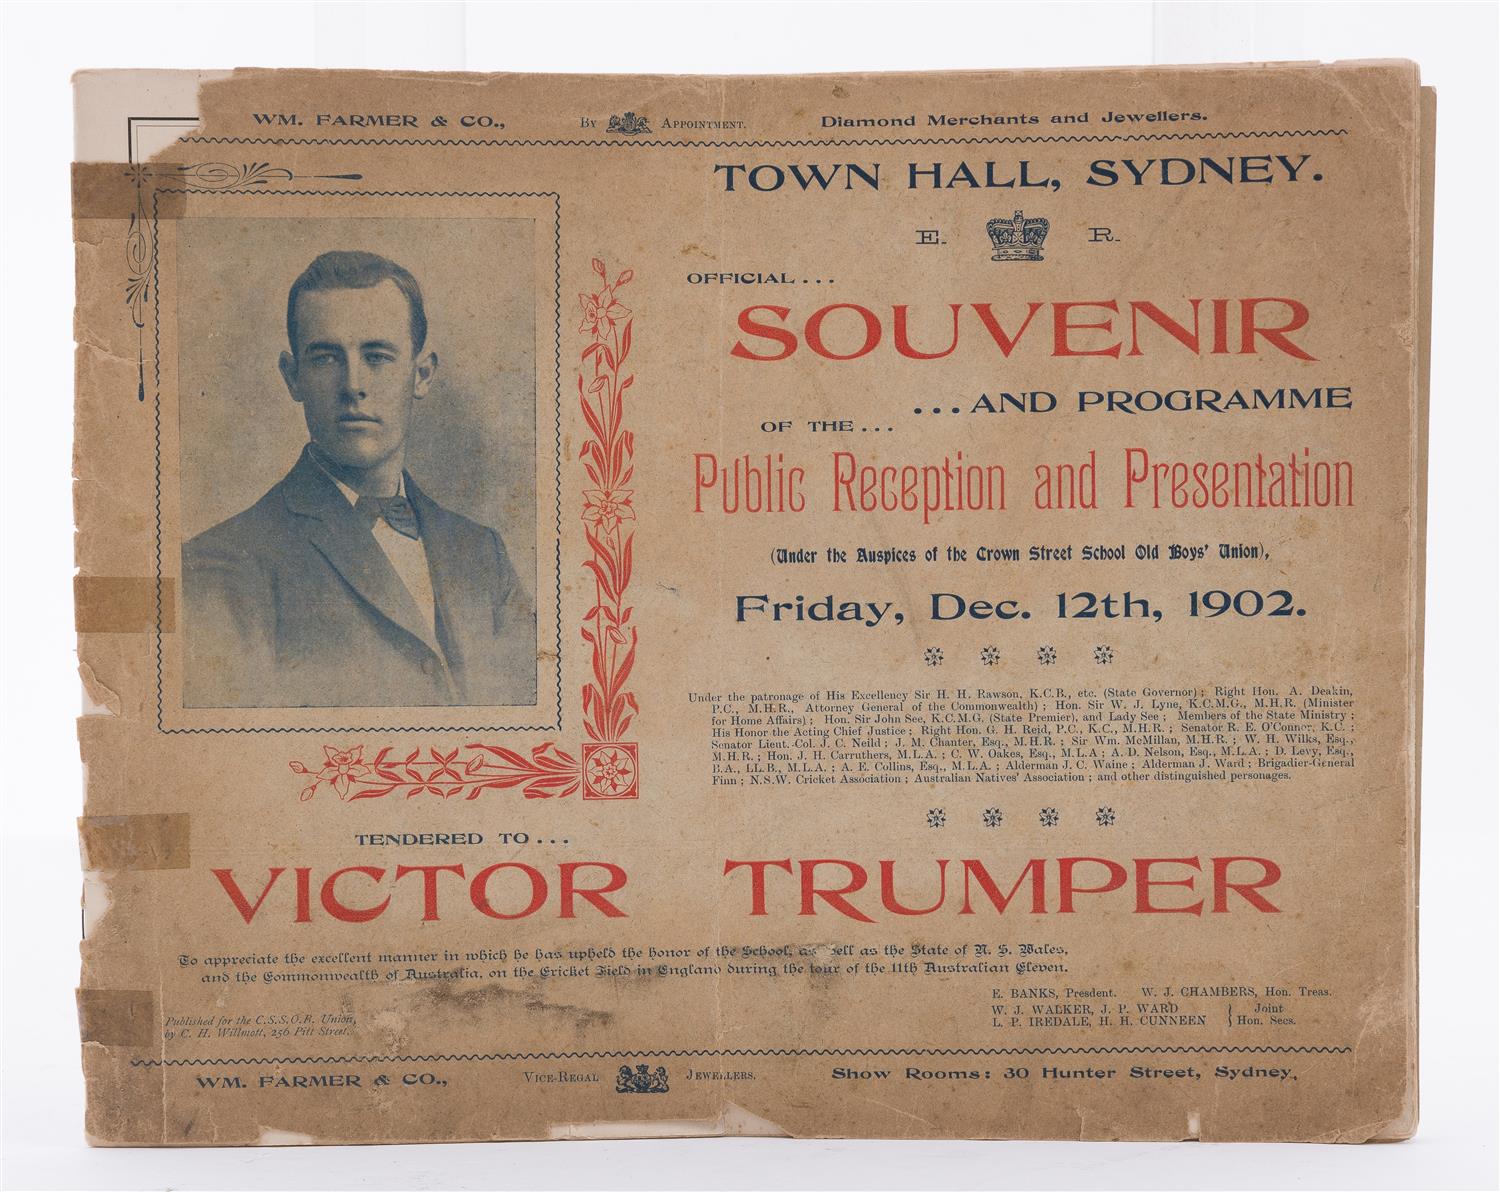 WM. FARMER & CO., By Appointment. Diamond Merchants and Jewellers.
TOWN HALL, SYDNEY.
E. R.
OFFICIAL...
SOUVENIR
...AND PROGRAMME
OF THE...
Public Reception and Presentation
(Under the Auspices of the Crown Street School Old Boys' Union),
Friday, Dec. 12th, 1902.
Under the patronage of His Excellency Sir H. H. Rawson, K.C.B., etc. (State Governor) ; Right Hon. A. Deakin,
P.C., M.H.R., Attorney General of the Commonwealth) ; Hon. Sir W. J. Lyne, K.C.M.G., M.H.R. (Minister
for Home Affairs) ; Hon. Sir John See, K.C.M.G. (State Premier), and Lady See ; Members of the State Ministry ;
His Honor the Acting Chief Justice ; Right Hon. G. H. Reid, P.C., K.C., M.H.R. ; Senator R. E. O'Connor, K.C. ;
Senator Lieut.-Col. J. C. Neild ; J. M. Chanter, Esq., M.H.R. ; Sir Wm. McMillan, M.H.R. ; W. H. Wilks, Esq.,
M.H.R. ; Hon. J. H. Carruthers, M.L.A. ; C. W. Oakes, Esq., M.L.A ; A. D. Nelson, Esq., M.L.A. ; D. Levy, Esq.,
B.A., LL.B., M.L.A. ; A. E. Collins, Esq., M.L.A ; Alderman J. C. Waine ; Alderman J. Ward ; Brigadier-General
Finn ; N.S.W. Cricket Association ; Australian Natives' Association ; and other distinguished personages.
TENDERED TO...
VICTOR TRUMPER
To appreciate the excellent manner in which he has upheld the honor of the School, as well as the State of N. S. Wales,
and the Commonwealth of Australia, on the Cricket Field in England during the tour of the 11th Australian Eleven.
E. BANKS, Presdent. W. J. CHAMBERS, Hon. Treas.
W. J. WALKER, J. P. WARD } Joint
L. P. IREDALE, H. H. CUNNEEN } Hon. Secs.
Published for the C.S.S.O.B. Union,
by C. H. Willmott, 256 Pitt Street.
WM. FARMER & CO., Vice-Regal Jewellers. Show Rooms: 30 Hunter Street, Sydney,